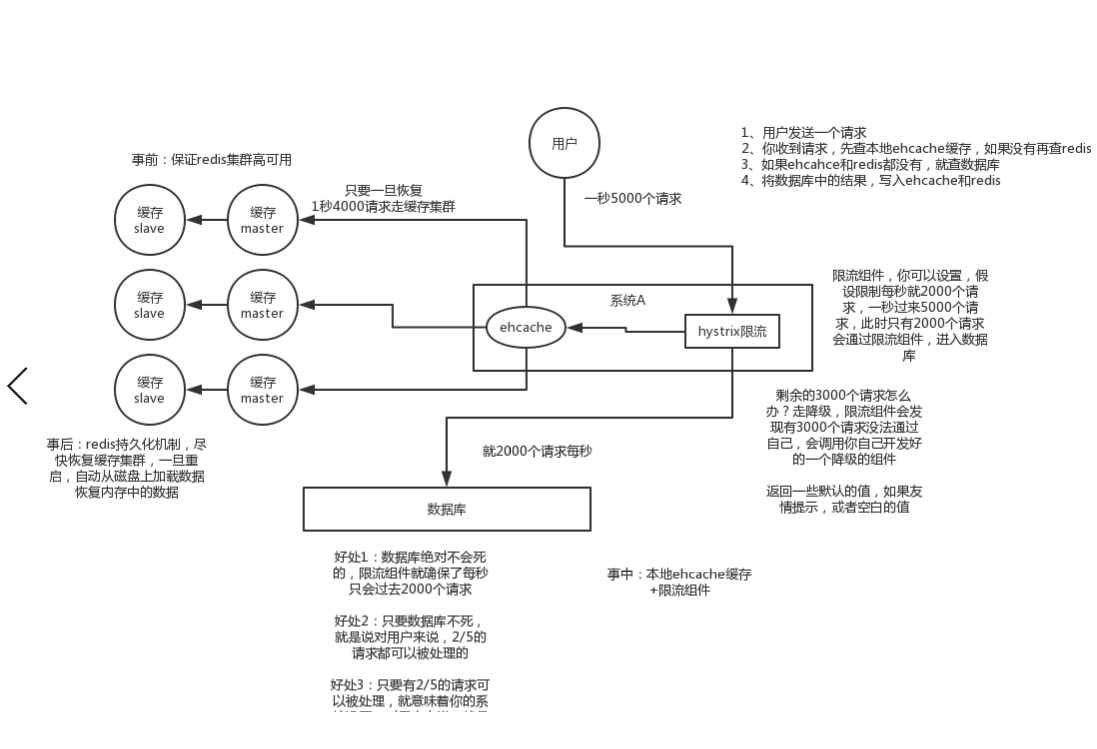 用户
1、用户发送一个请求
2、你收到请求，先查本地ehcache缓存，如果没有再查redis
3、如果ehcahce和redis都没有，就查数据库
4、将数据库中的结果，写入ehcache和redis
事前：保证redis集群高可用
只要一旦恢复
1秒4000请求走缓存集群
一秒5000个请求
缓存
slave
缓存
master
缓存
slave
缓存
master
缓存
slave
缓存
master
系统A
ehcache
hystrix限流
限流组件，你可以设置，假
设限制每秒就2000个请
求，一秒过来5000个请
求，此时只有2000个请求
会通过限流组件，进入数据
库
剩余的3000个请求怎么
办？走降级，限流组件会发
现有3000个请求没法通过
自己，会调用你自己开发好
的一个降级的组件
返回一些默认的值，如果友
情提示，或者空白的值
事后：redis持久化机制，尽
快恢复缓存集群，一旦重
启，自动从磁盘上加载数据
恢复内存中的数据
就2000个请求每秒
数据库
好处1：数据库绝对不会死
的，限流组件就确保了每秒
只会过去2000个请求
好处2：只要数据库不死，
就是说对用户来说，2/5的
请求都可以被处理的
好处3：只要有2/5的请求可
以被处理，就意味着你的系
事中：本地ehcache缓存
+限流组件